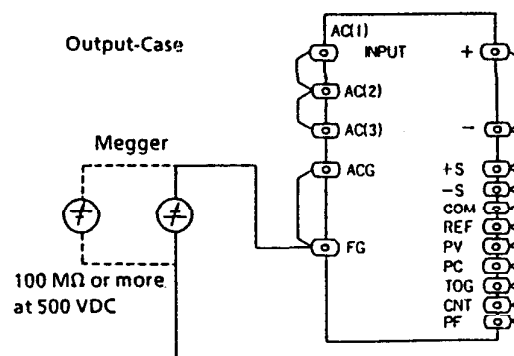 Output-Case
AC(1)
INPUT
+
AC(2)
AC(3)
-
Megger
ACG
+S
-S
COM
REF
FG
PV
PC
TOG
CNT
PF
100 MΩ or more
at 500 VDC